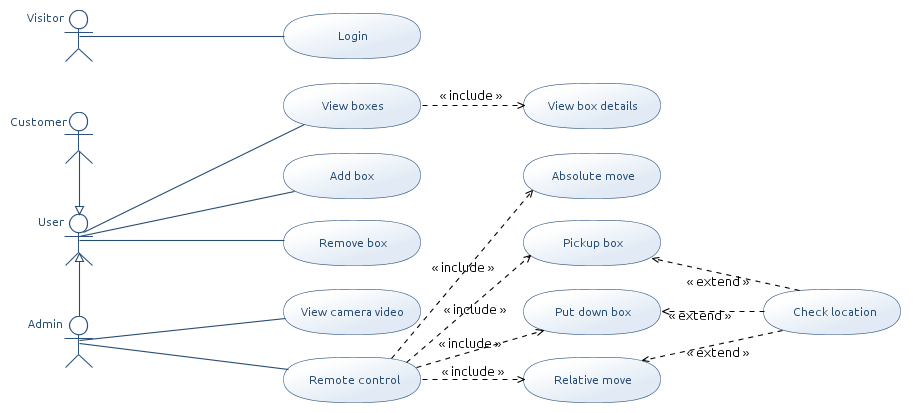 Visitor
Login
View boxes
« include »
View box details
Customer
Add box
Absolute move
User
Remove box
Pickup box
« include »
« extend »
« include »
Admin
View camera video
Put down box
« extend »
Check location
« include »
« extend »
Remote control
« include »
Relative move